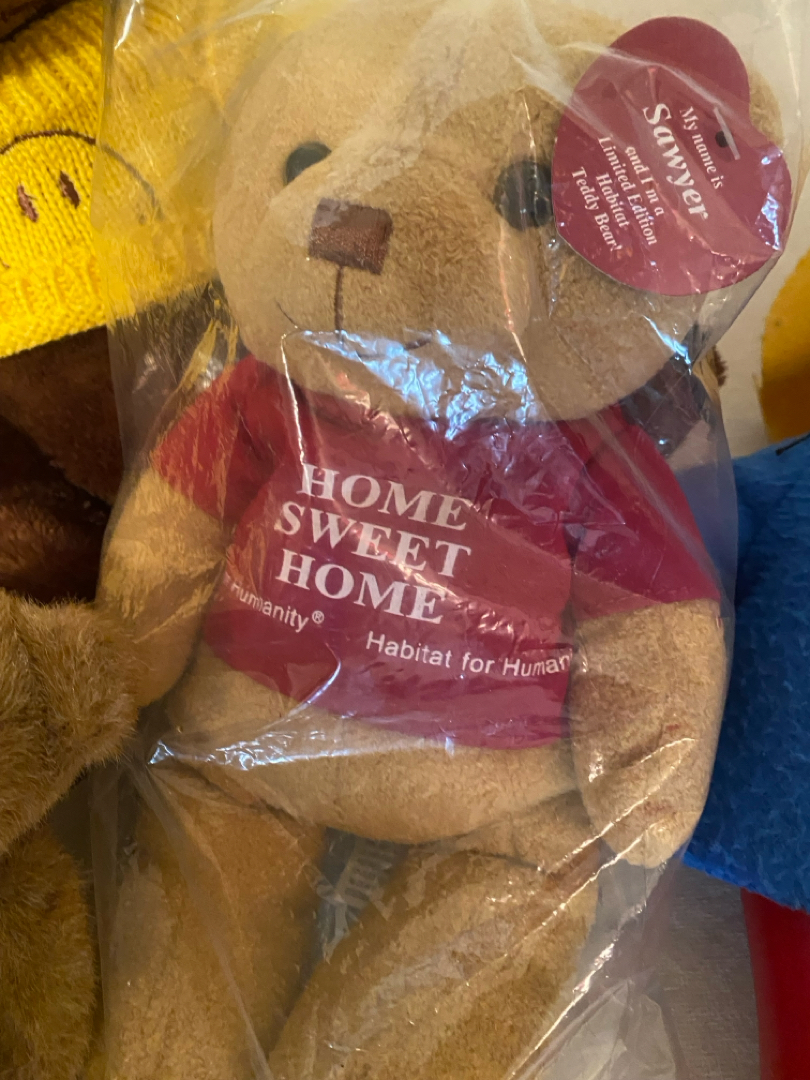 My name is
Sawyer
and I'm a
Limited Edition
Habitat
Teddy Bear!
HOME
SWEET
HOME
Humanity®
Habitat for Human